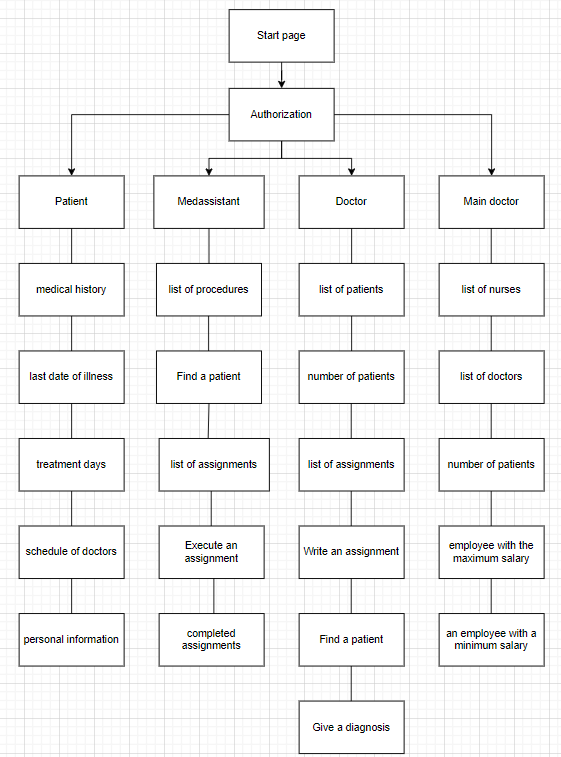 Start page
Authorization
Patient
Medassistant
Doctor
Main doctor
medical history
list of procedures
list of patients
list of nurses
last date of illness
Find a patient
number of patients
list of doctors
treatment days
list of assignments
list of assignments
number of patients
schedule of doctors
Execute an
assignment
Write an assignment
employee with the
maximum salary
personal information
completed
assignments
Find a patient
an employee with a
minimum salary
Give a diagnosis